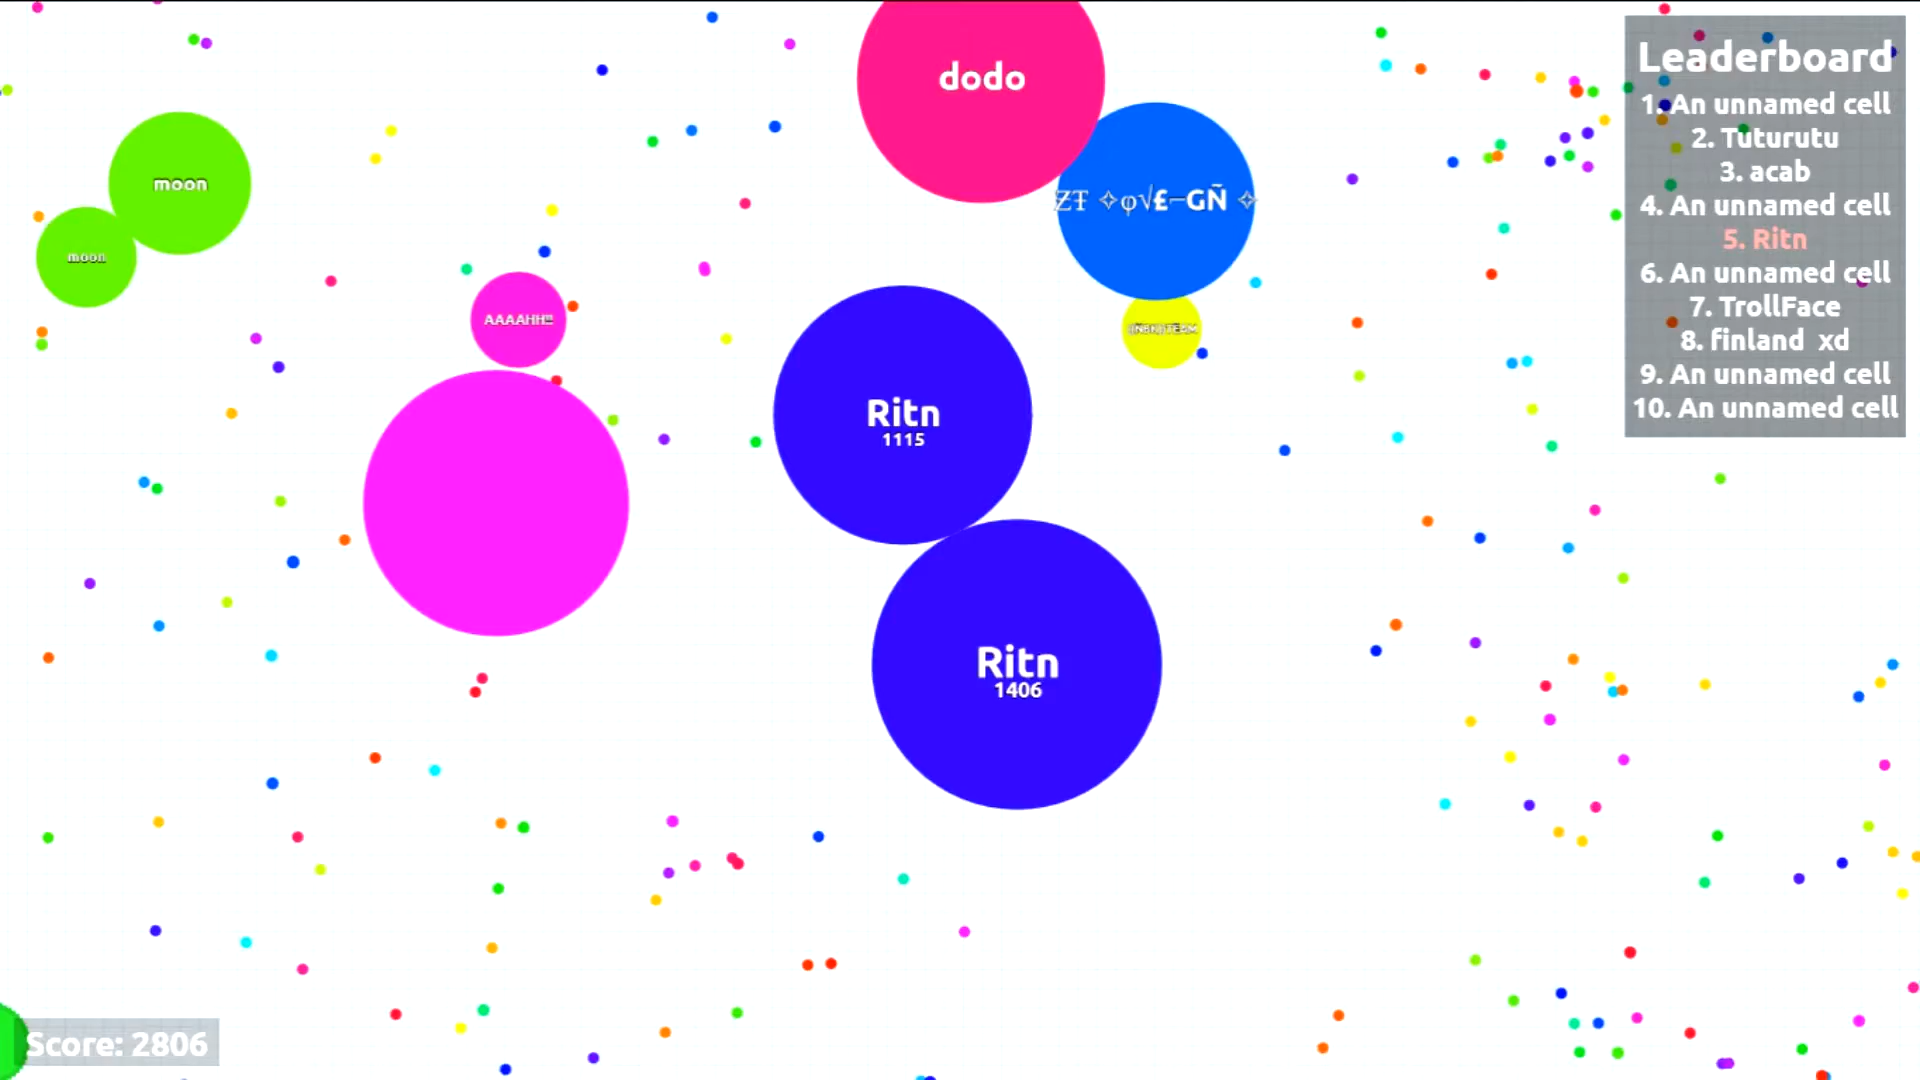 dodo
Leaderboard
1. An unnamed cell
2. Tuturutu
3. acab
4. An unnamed cell
5. Ritn
6. An unnamed cell
7. TrollFace
8. finland xd
9. An unnamed cell
10. An unnamed cell
moon
ƵŦ ✧φ√£–GÑ ✧
moon
AAAAHH!!
Ritn
1115
Ritn
1406
Score: 2806